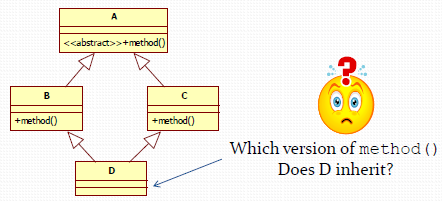 A
<<abstract>>+method()
B
C
+method()
+method()
D
?
Which version of method()
Does D inherit?